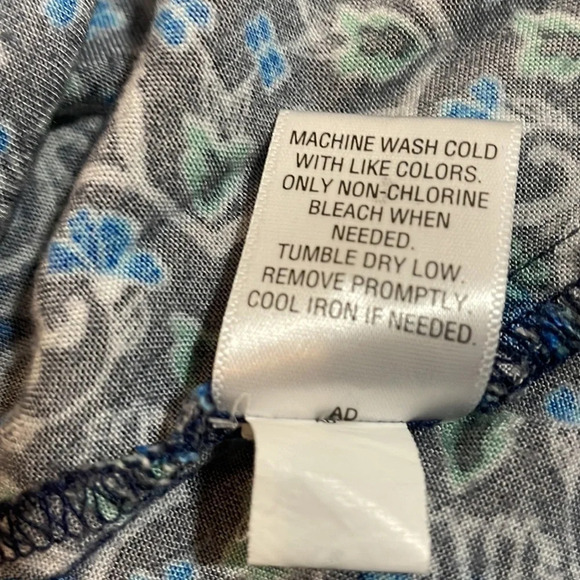 MACHINE WASH COLD
WITH LIKE COLORS.
ONLY NON-CHLORINE
BLEACH WHEN
NEEDED.
TUMBLE DRY LOW.
REMOVE PROMPTLY.
COOL IRON IF NEEDED.
AD